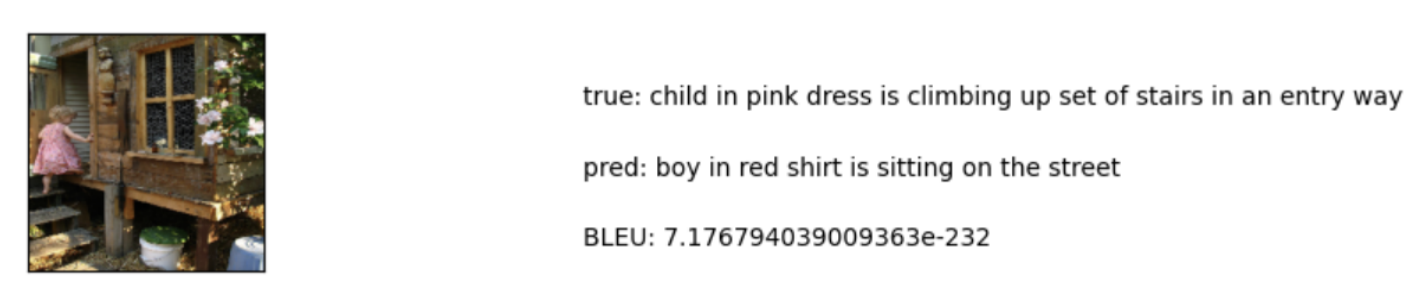 true: child in pink dress is climbing up set of stairs in an entry way
pred: boy in red shirt is sitting on the street
BLEU: 7.176794039009363e-232